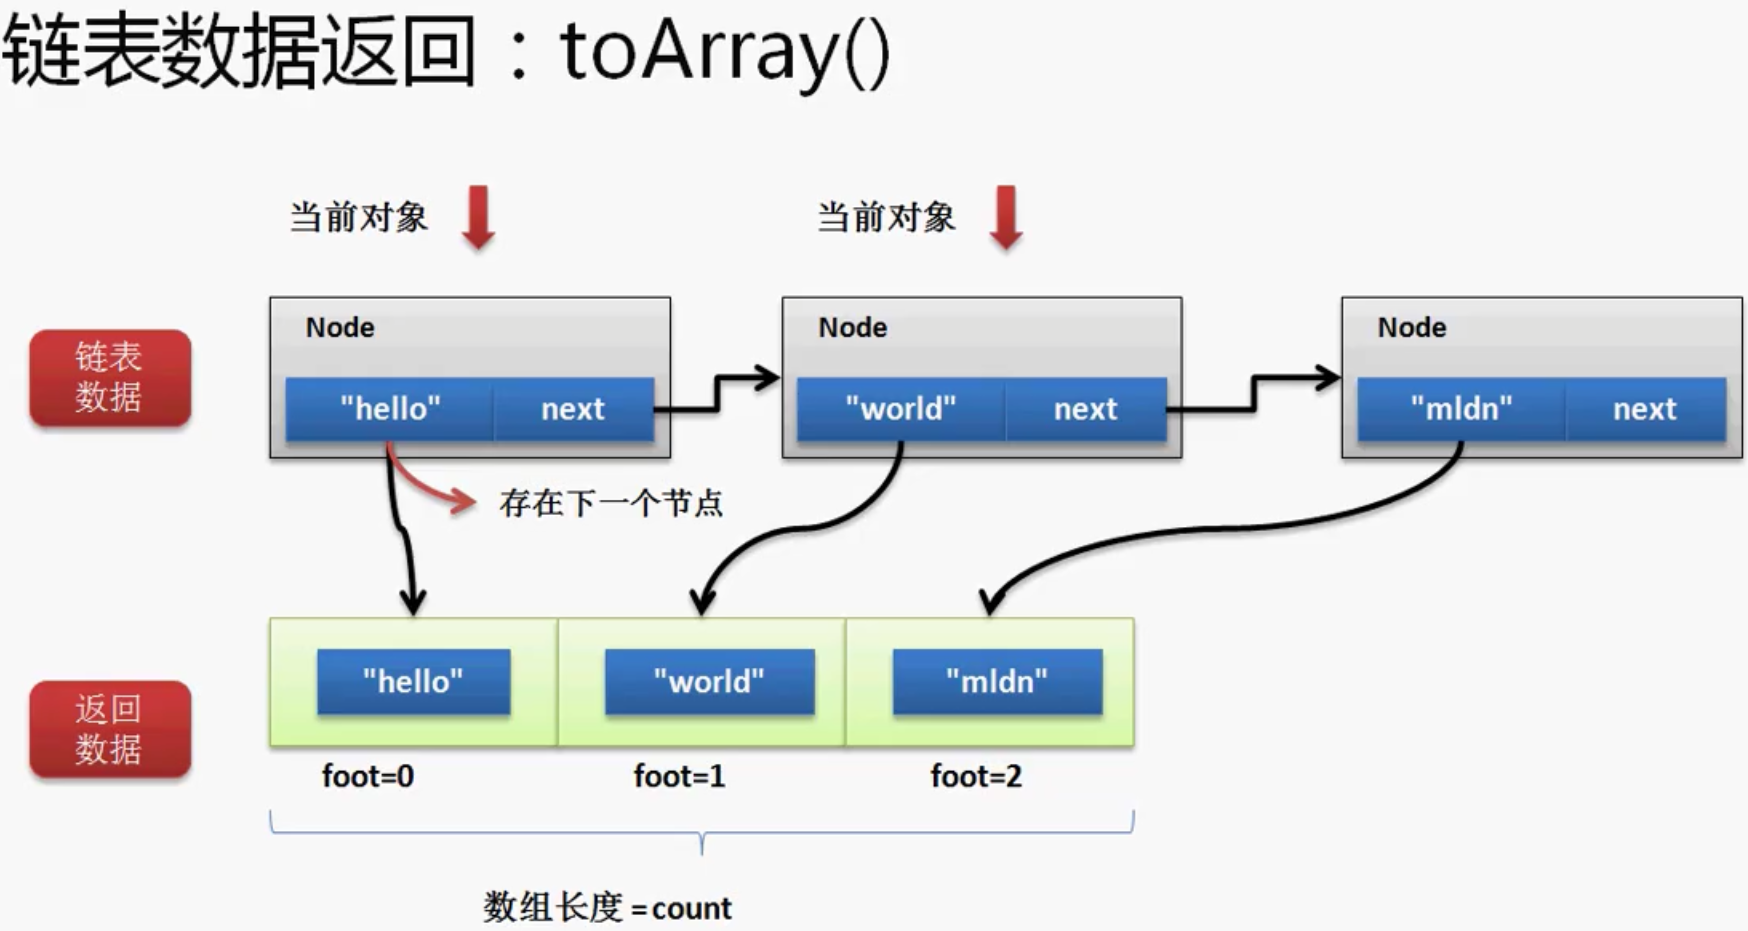 链表数据返回：toArray()
当前对象
当前对象
链表
数据
Node
"hello" next
Node
"world" next
Node
"mldn" next
存在下一个节点
返回
数据
"hello"
"world"
"mldn"
foot=0
foot=1
foot=2
数组长度=count